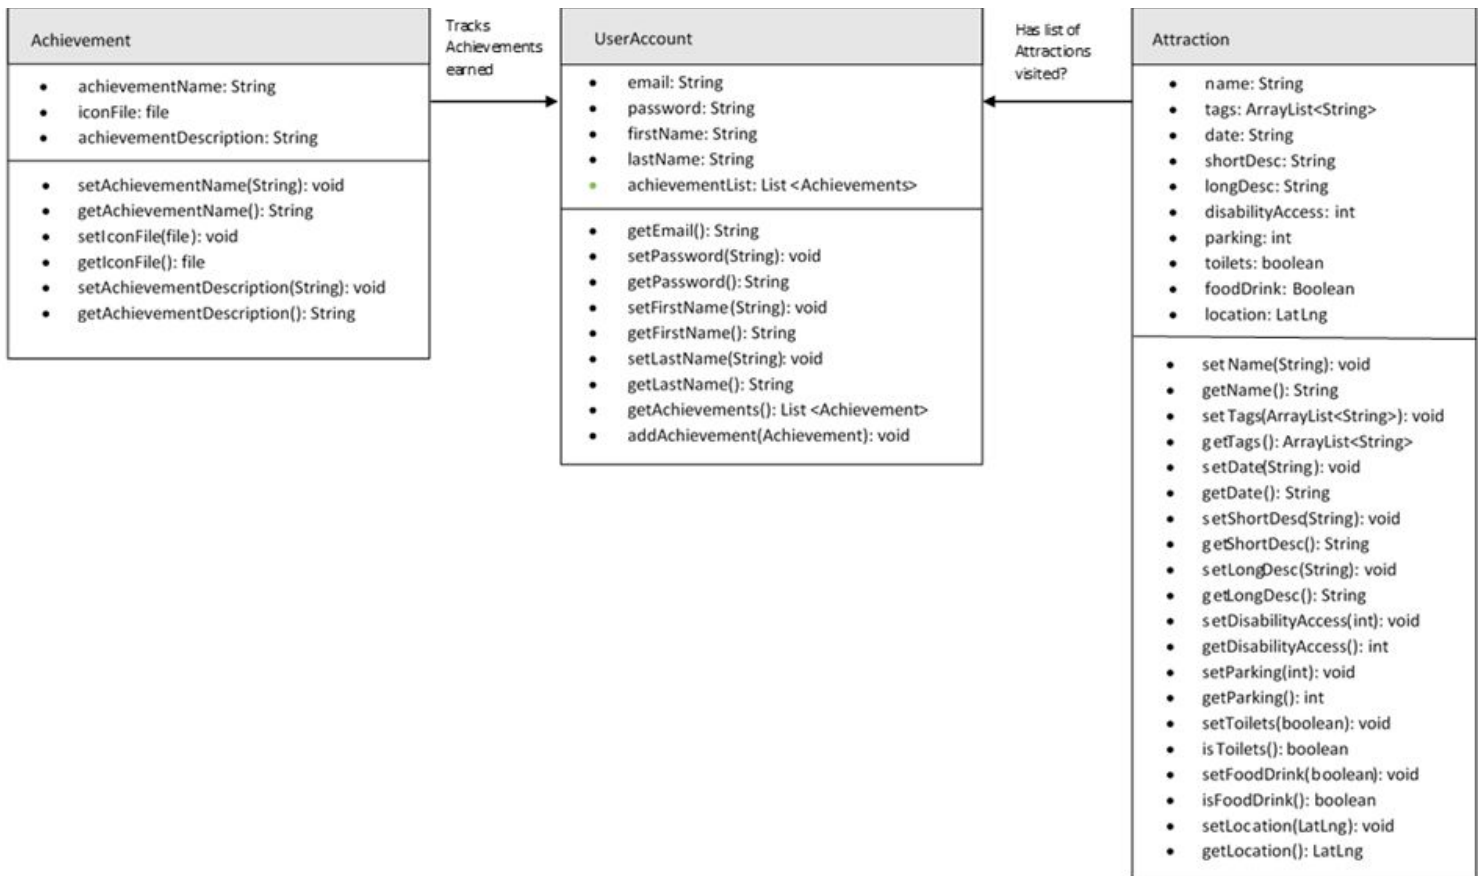 Achievement
achievementName: String
iconFile: file
achievementDescription: String
setAchievementName(String): void
getAchievementName(): String
setIconFile(file): void
getIconFile(): file
setAchievementDescription(String): void
getAchievementDescription(): String
Tracks
Achievements
earned
UserAccount
email: String
password: String
firstName: String
lastName: String
achievementList: List <Achievements>
getEmail(): String
setPassword(String): void
getPassword(): String
setFirstName(String): void
getFirstName(): String
setLastName(String): void
getLastName(): String
getAchievements(): List <Achievement>
addAchievement(Achievement): void
Has list of
Attractions
visited?
Attraction
name: String
tags: ArrayList<String>
date: String
shortDesc: String
longDesc: String
disabilityAccess: int
parking: int
toilets: boolean
foodDrink: Boolean
location: LatLng
setName(String): void
getName(): String
setTags(ArrayList<String>): void
getTags(): ArrayList<String>
setDate(String): void
getDate(): String
setShortDesc(String): void
getShortDesc(): String
setLongDesc(String): void
getLongDesc(): String
setDisabilityAccess(int): void
getDisabilityAccess(): int
setParking(int): void
getParking(): int
setToilets(boolean): void
isToilets(): boolean
setFoodDrink(boolean): void
isFoodDrink(): boolean
setLocation(LatLng): void
getLocation(): LatLng